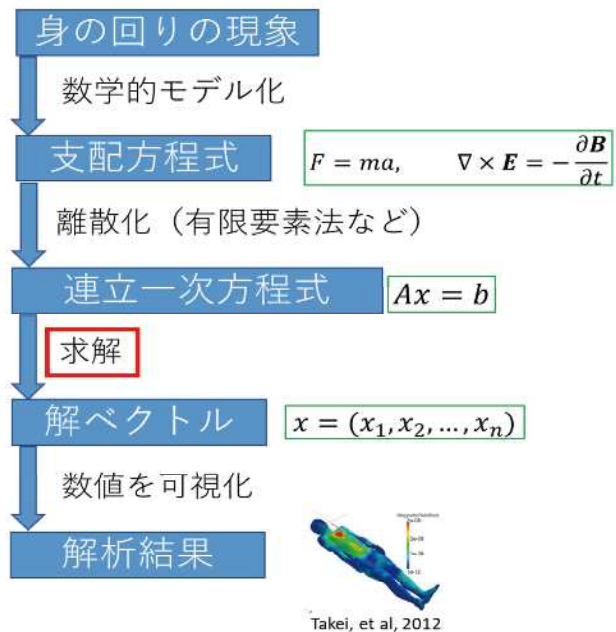 身の回りの現象
数学的モデル化
支配方程式
F = ma, ∇ × E = −∂B/∂t
離散化（有限要素法など）
連立一次方程式
Ax = b
求解
解ベクトル
x = (x₁, x₂, …, xₙ)
数値を可視化
解析結果
Takei, et al, 2012